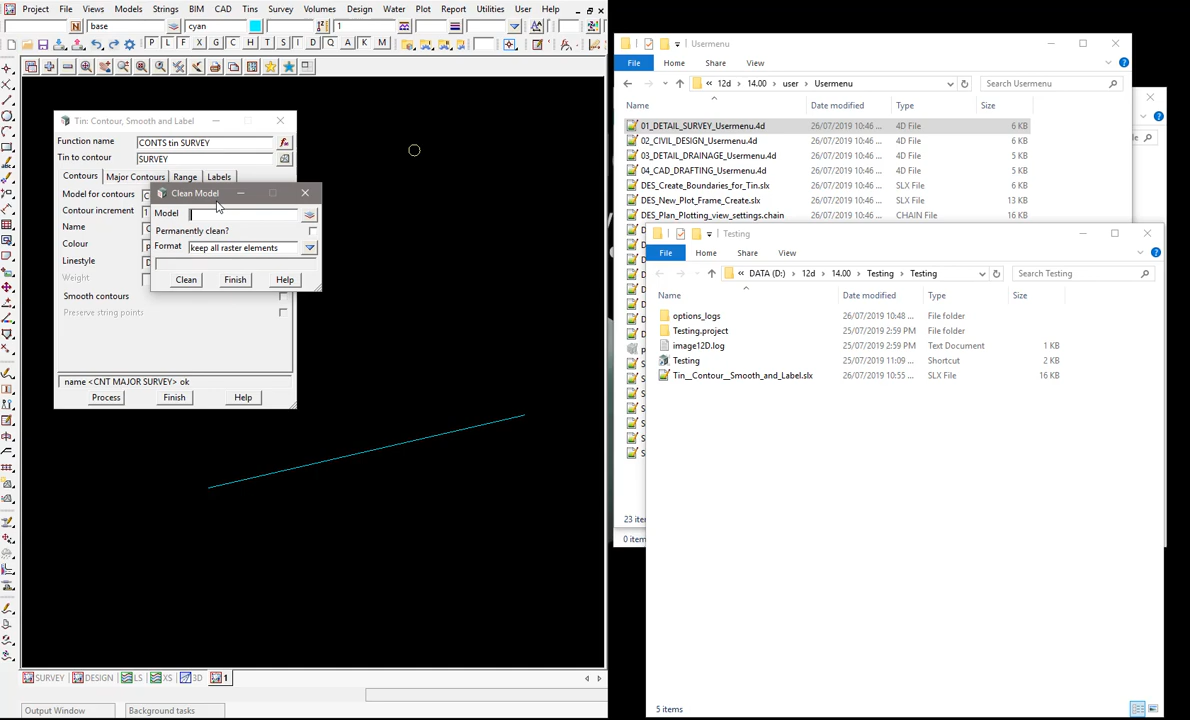 Project File Edit Views Models Strings BIM CAD Tins Survey Volumes Design Water Plot Report Utilities User Help
base cyan 1
P L F X G C H T S I D Q A K M
Tin: Contour, Smooth and Label
Function name CONTS tin SURVEY
Tin to contour SURVEY
Contours Major Contours Range Labels
Model for contours
Contour increment 1
Name
Colour
Linestyle
Weight
Smooth contours
Preserve string points
name <CNT MAJOR SURVEY> ok
Process Finish Help
Clean Model
Model
Permanently clean?
Format keep all raster elements
Clean Finish Help
SURVEY DESIGN LS XS 3D 1
Output Window Background tasks
Usermenu
File Home Share View
« 12d › 14.00 › user › Usermenu Search Usermenu
Name Date modified Type Size
01_DETAIL_SURVEY_Usermenu.4d 26/07/2019 10:46 ... 4D File 6 KB
02_CIVIL_DESIGN_Usermenu.4d 26/07/2019 10:46 ... 4D File 6 KB
03_DETAIL_DRAINAGE_Usermenu.4d 26/07/2019 10:46 ... 4D File 5 KB
04_CAD_DRAFTING_Usermenu.4d 26/07/2019 10:46 ... 4D File 5 KB
DES_Create_Boundaries_for_Tin.slx 26/07/2019 10:46 ... SLX File 6 KB
DES_New_Plot_Frame_Create.slx 26/07/2019 10:46 ... SLX File 13 KB
DES_Plan_Plotting_view_settings.chain 26/07/2019 10:46 ... CHAIN File 16 KB
23 item
0 item
Testing
File Home Share View
« DATA (D:) › 12d › 14.00 › Testing › Testing Search Testing
Name Date modified Type Size
options_logs 26/07/2019 10:48 ... File folder
Testing.project 25/07/2019 2:59 PM File folder
image12D.log 25/07/2019 2:59 PM Text Document 1 KB
Testing 25/07/2019 11:09 ... Shortcut 2 KB
Tin__Contour__Smooth_and_Label.slx 26/07/2019 10:55 ... SLX File 16 KB
5 items